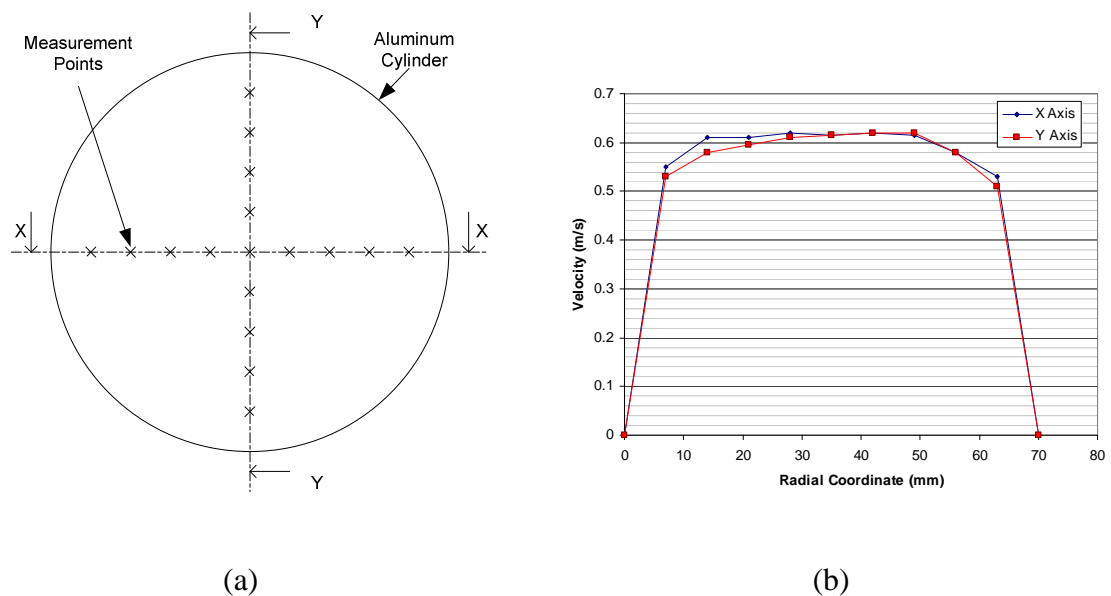 Y
Measurement
Points
Aluminum
Cylinder
X
X
Y
0.7
0.6
0.5
0.4
0.3
0.2
0.1
0
Velocity (m/s)
X Axis
Y Axis
0 10 20 30 40 50 60 70 80
Radial Coordinate (mm)
(a)
(b)